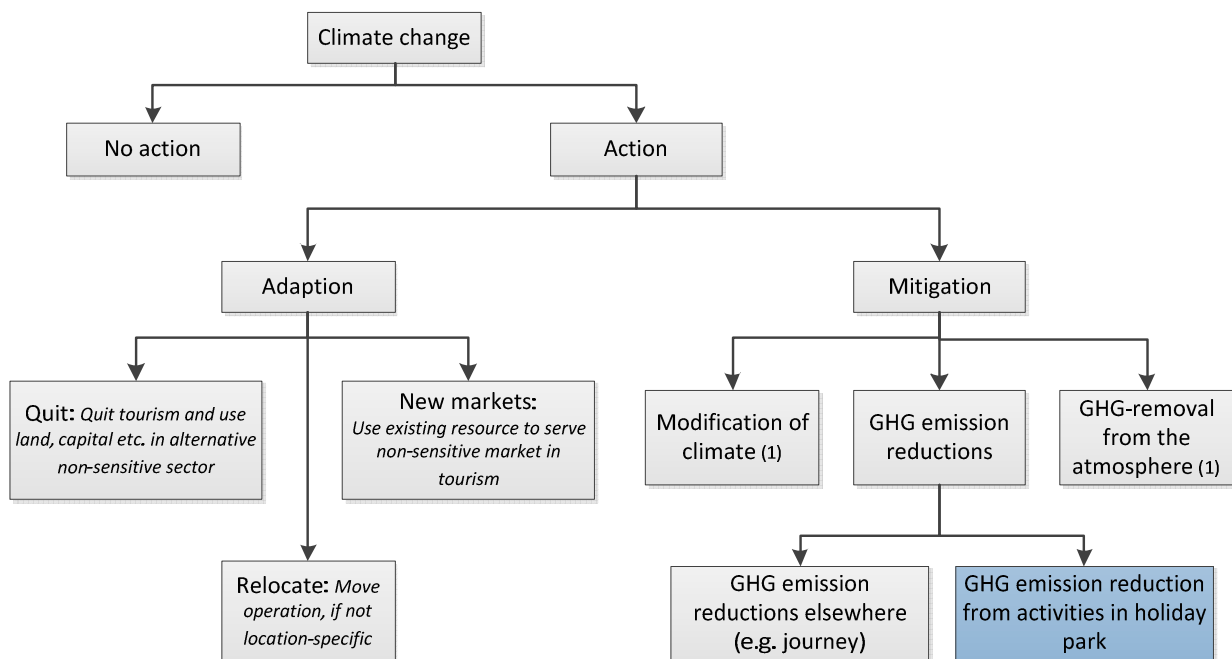 Climate change
No action
Action
Adaption
Mitigation
Quit: Quit tourism and use
land, capital etc. in alternative
non-sensitive sector
New markets:
Use existing resource to serve
non-sensitive market in
tourism
Modification of
climate (1)
GHG emission
reductions
GHG-removal
from the
atmosphere (1)
Relocate: Move
operation, if not
location-specific
GHG emission
reductions elsewhere
(e.g. journey)
GHG emission reduction
from activities in holiday
park